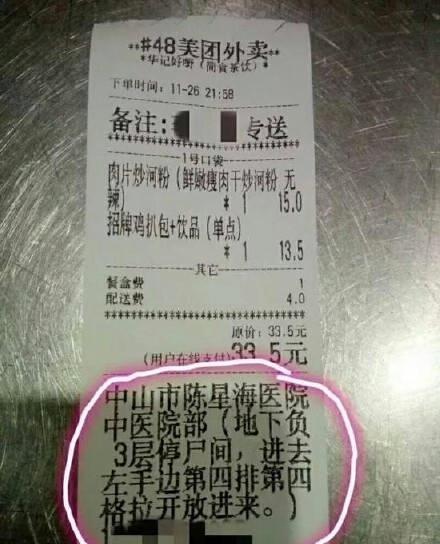 **#48美团外卖**
*华记好嘢（简食茶饮）*
下单时间: 11-26 21:58
备注: 专送
1号口袋
肉片炒河粉（鲜嫩瘦肉干炒河粉 无
辣） * 1 15.0
招牌鸡扒包+饮品（单点）
* 1 13.5
其它
餐盒费 1
配送费 4.0
原价: 33.5元
(用户在线支付)33.5元
中山市陈星海医院
中医院部（地下负
3层停尸间，进去
左手边第四排第四
格拉开放进来。）